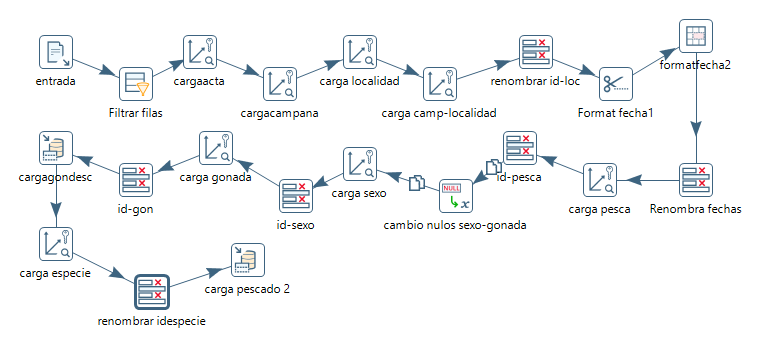 entrada
Filtrar filas
cargaacta
cargacampana
carga localidad
carga camp-localidad
renombrar id-loc
Format fecha1
formatfecha2
Renombra fechas
carga pesca
id-pesca
NULL
x
cambio nulos sexo-gonada
carga sexo
id-sexo
carga gonada
id-gon
cargagondesc
carga especie
renombrar idespecie
carga pescado 2